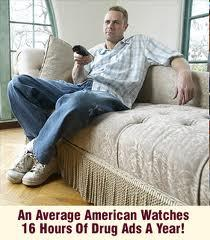 An Average American Watches
16 Hours Of Drug Ads A Year!